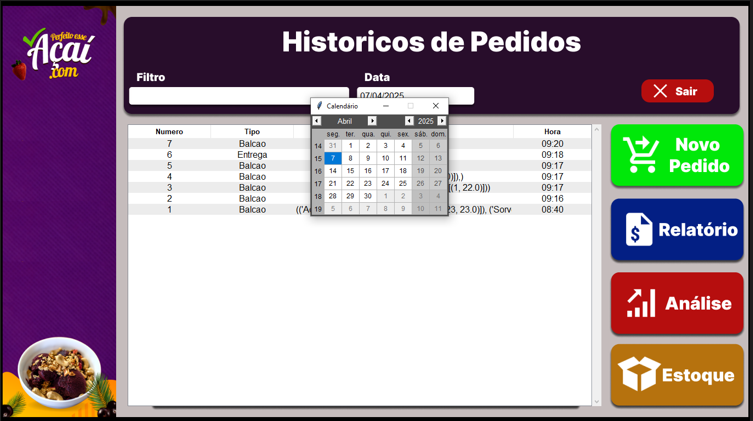 Perfeito esse
Açaí
.com
Historicos de Pedidos
Filtro
Data
07/04/2025
Sair
Calendário
Abril
2025
seg. ter. qua. qui. sex. sáb. dom.
14 31 1 2 3 4 5 6
15 7 8 9 10 11 12 13
16 14 15 16 17 18 19 20
17 21 22 23 24 25 26 27
18 28 29 30 1 2 3 4
19 5 6 7 8 9 10 11
Numero Tipo Hora
7 Balcao 09:20
6 Entrega 09:18
5 Balcao 09:17
4 Balcao )]),) 09:17
3 Balcao [(1, 22.0)])) 09:17
2 Balcao 09:16
1 Balcao (('A 23, 23.0)]), ('Sorv 08:40
Novo
Pedido
Relatório
Análise
Estoque